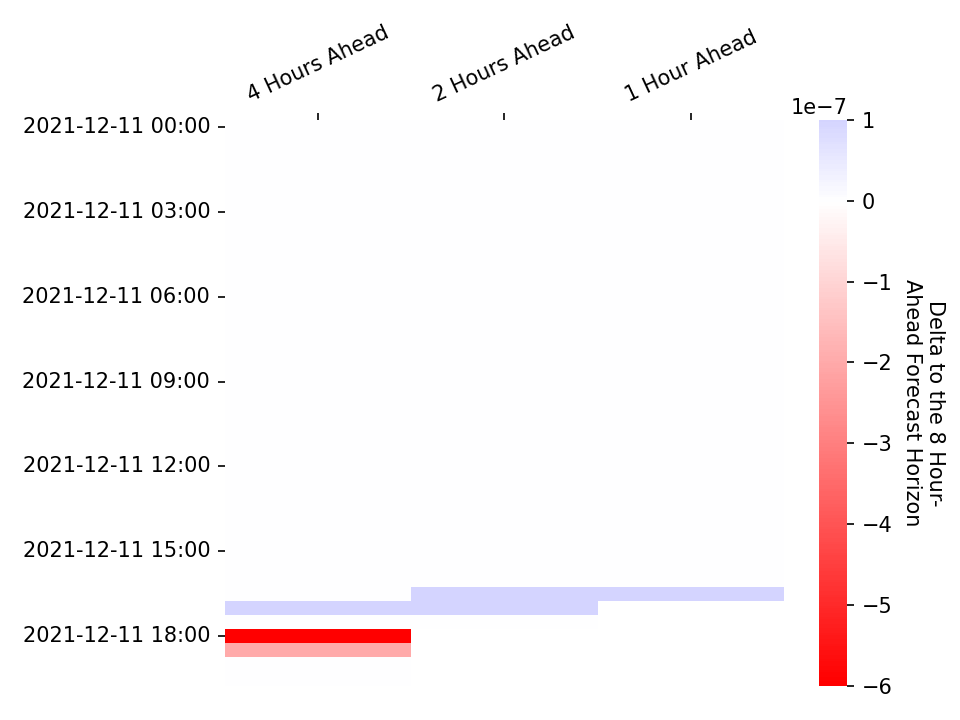 4 Hours Ahead
2 Hours Ahead
1 Hour Ahead
2021-12-11 00:00
2021-12-11 03:00
2021-12-11 06:00
2021-12-11 09:00
2021-12-11 12:00
2021-12-11 15:00
2021-12-11 18:00
1e−7
1
0
−1
−2
−3
−4
−5
−6
Delta to the 8 Hour-
Ahead Forecast Horizon